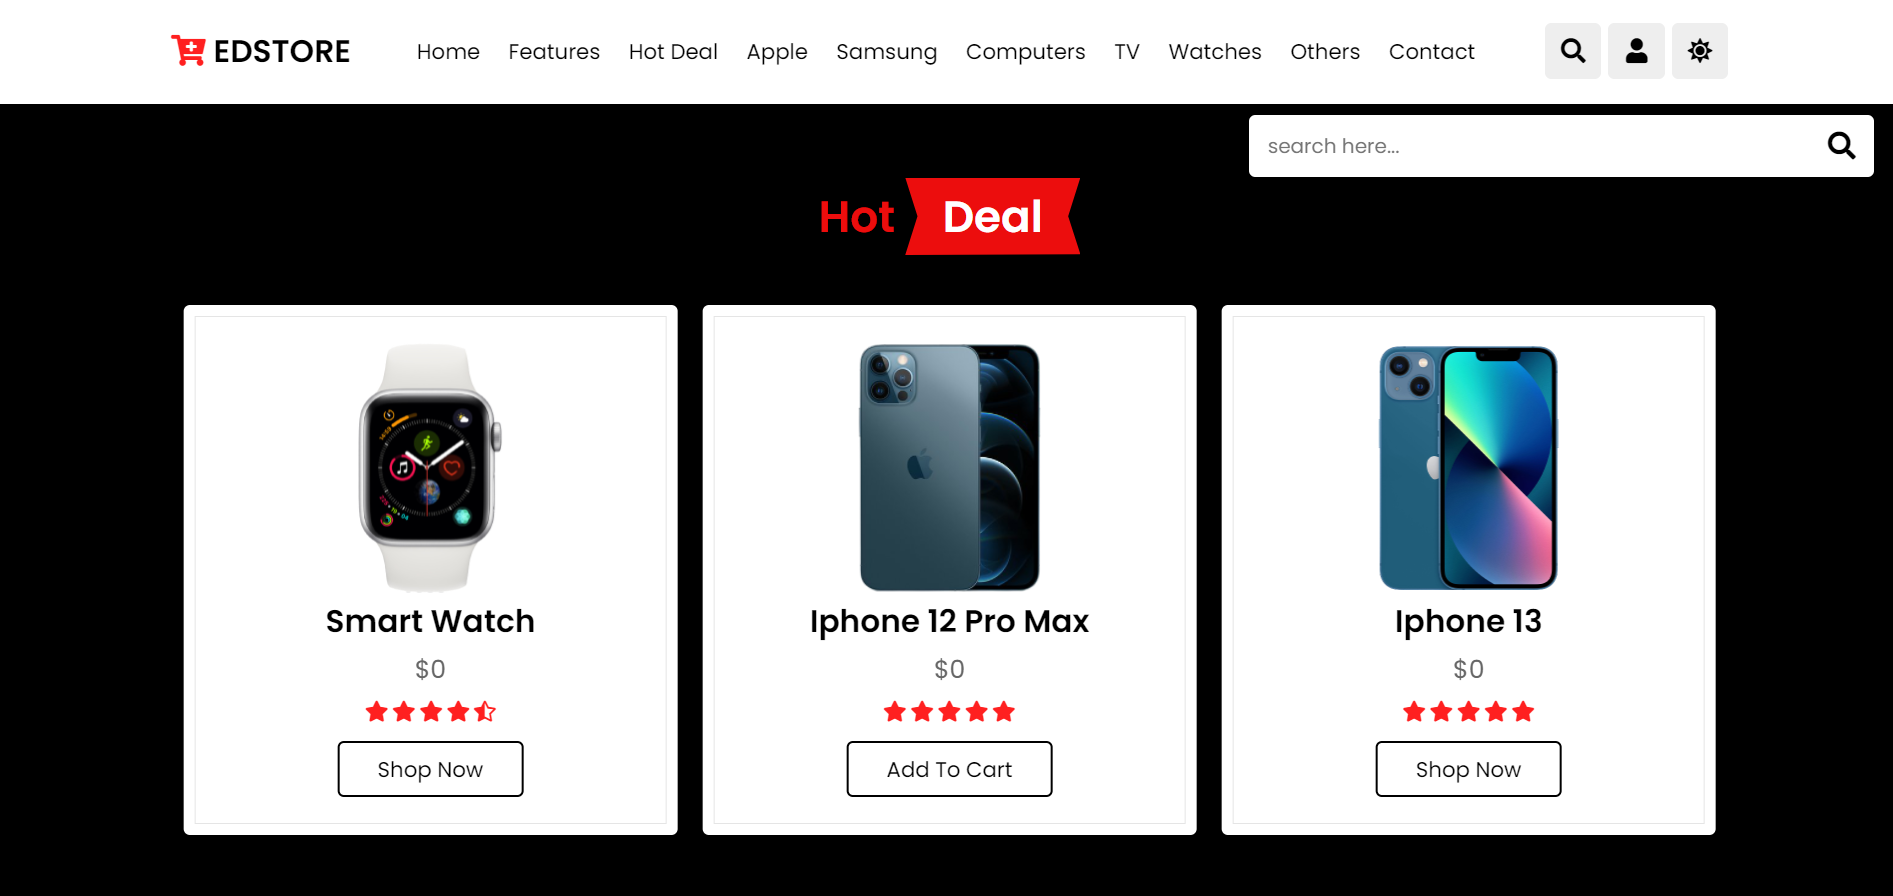 EDSTORE Home Features Hot Deal Apple Samsung Computers TV Watches Others Contact
search here...
Hot Deal
Smart Watch
$0
Shop Now
Iphone 12 Pro Max
$0
Add To Cart
Iphone 13
$0
Shop Now